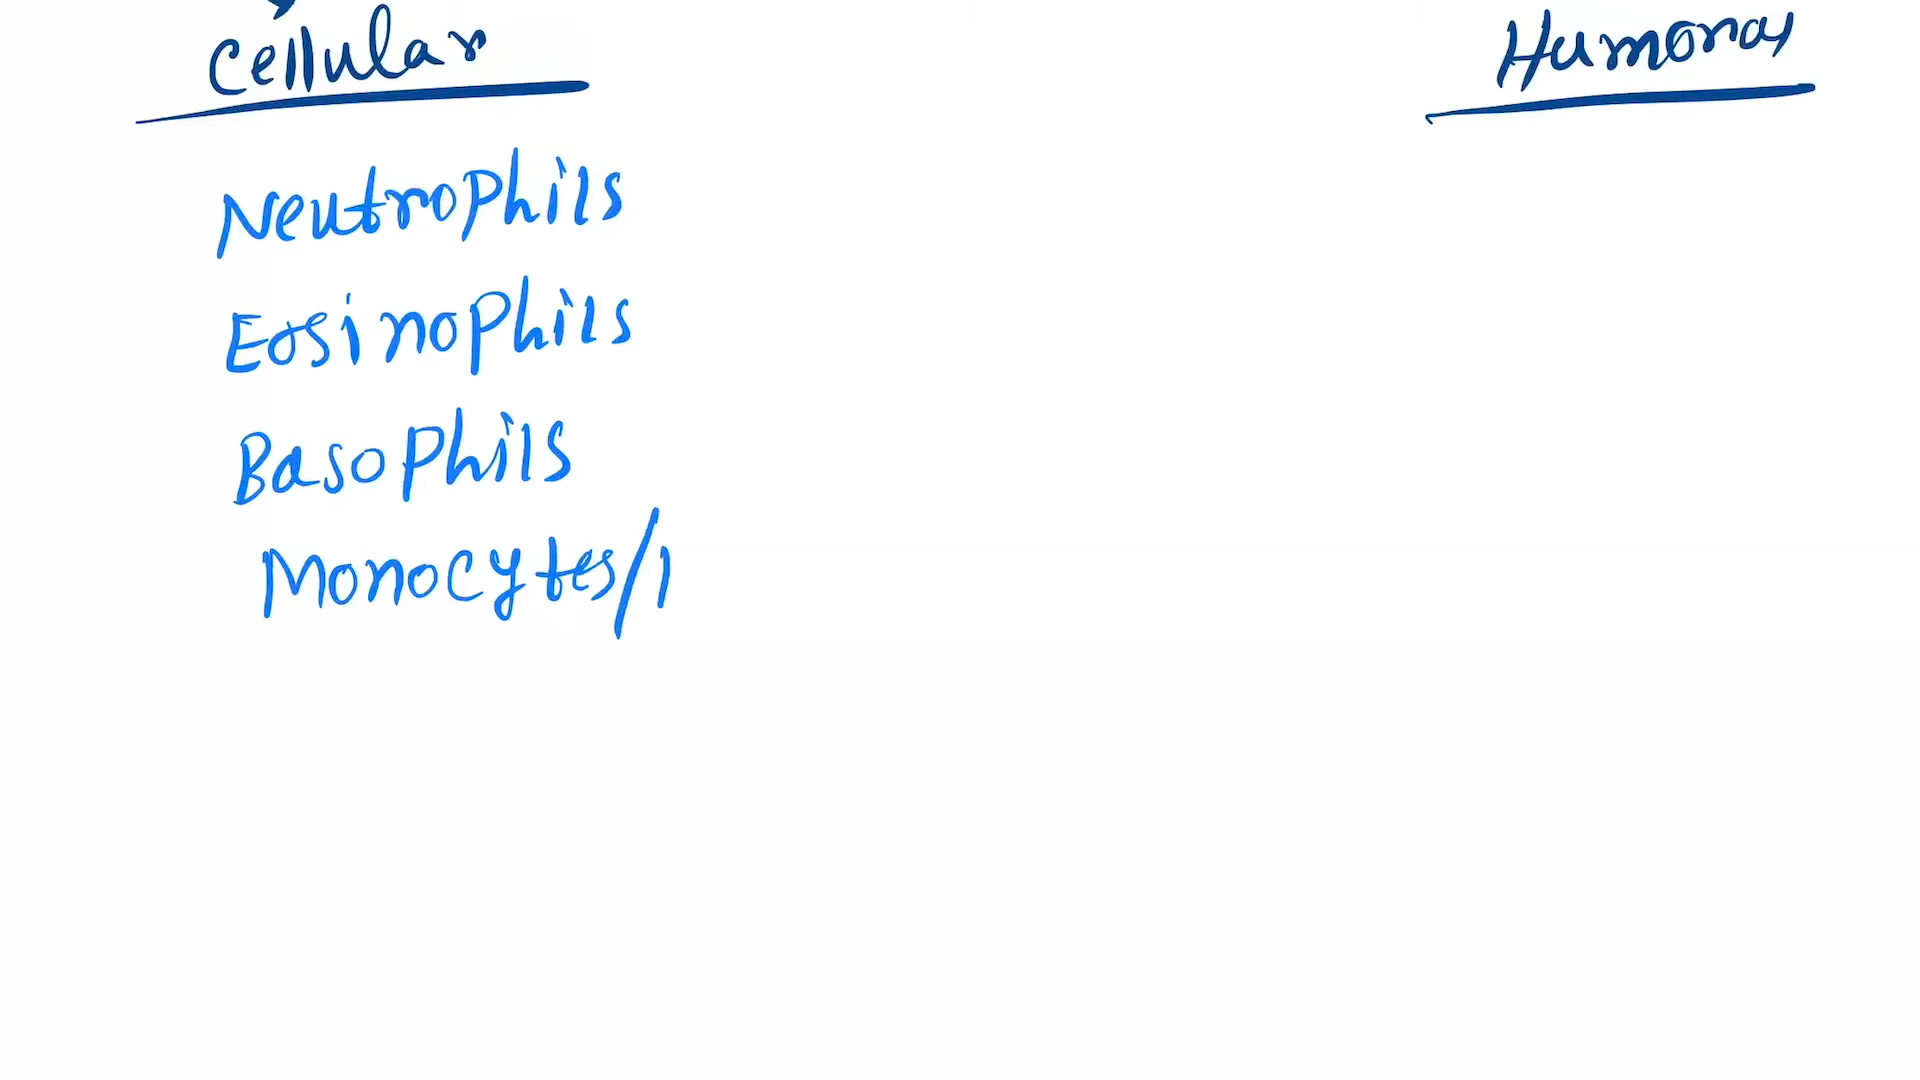 Cellular
Humoral
Neutrophils
Eosinophils
Basophils
Monocytes/